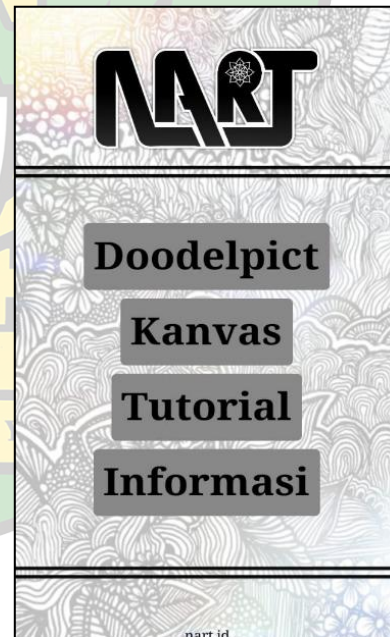 NART
Doodelpict
Kanvas
Tutorial
Informasi
nart.id